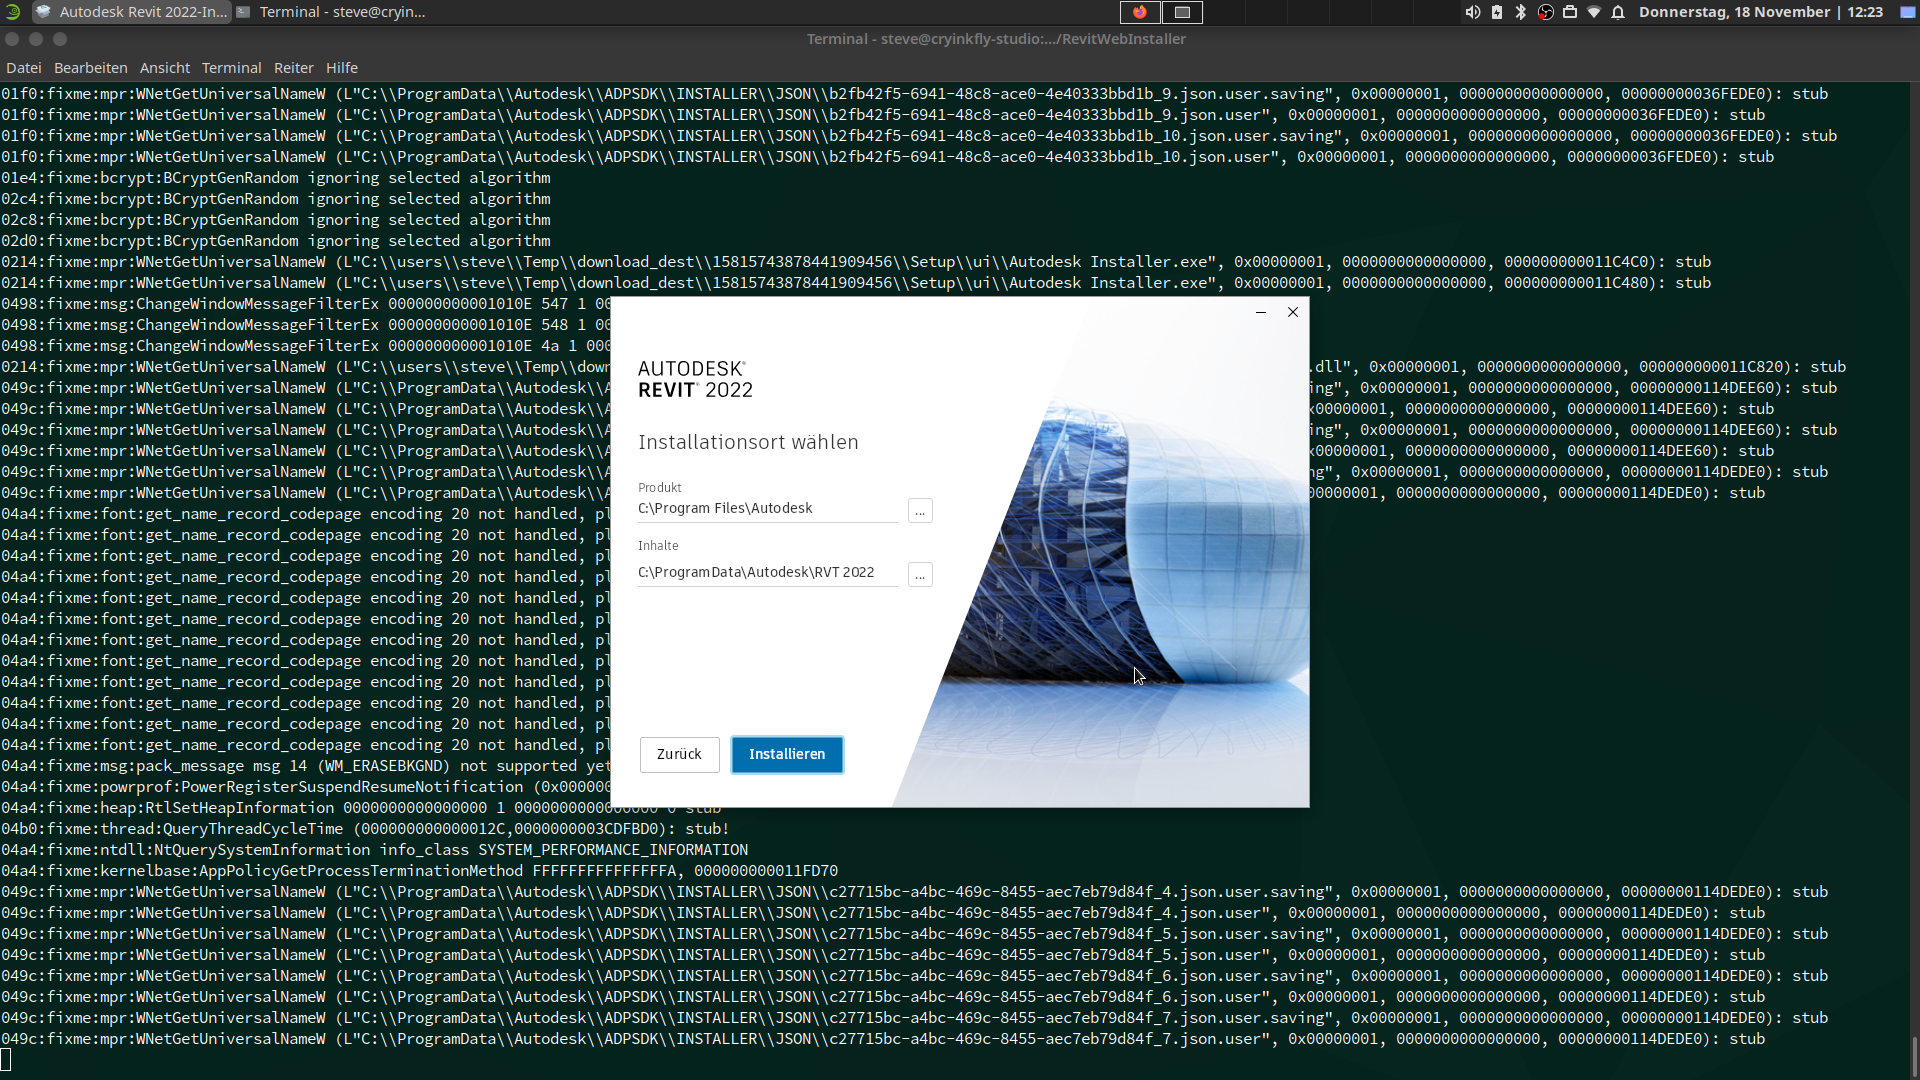 Autodesk Revit 2022-In...
Terminal - steve@cryin...
Donnerstag, 18 November | 12:23
Terminal - steve@cryinkfly-studio:.../RevitWebInstaller
Datei Bearbeiten Ansicht Terminal Reiter Hilfe
01f0:fixme:mpr:WNetGetUniversalNameW (L"C:\\ProgramData\\Autodesk\\ADPSDK\\INSTALLER\\JSON\\b2fb42f5-6941-48c8-ace0-4e40333bbd1b_9.json.user.saving", 0x00000001, 0000000000000000, 00000000036FEDE0): stub
01f0:fixme:mpr:WNetGetUniversalNameW (L"C:\\ProgramData\\Autodesk\\ADPSDK\\INSTALLER\\JSON\\b2fb42f5-6941-48c8-ace0-4e40333bbd1b_9.json.user", 0x00000001, 0000000000000000, 00000000036FEDE0): stub
01f0:fixme:mpr:WNetGetUniversalNameW (L"C:\\ProgramData\\Autodesk\\ADPSDK\\INSTALLER\\JSON\\b2fb42f5-6941-48c8-ace0-4e40333bbd1b_10.json.user.saving", 0x00000001, 0000000000000000, 00000000036FEDE0): stub
01f0:fixme:mpr:WNetGetUniversalNameW (L"C:\\ProgramData\\Autodesk\\ADPSDK\\INSTALLER\\JSON\\b2fb42f5-6941-48c8-ace0-4e40333bbd1b_10.json.user", 0x00000001, 0000000000000000, 00000000036FEDE0): stub
01e4:fixme:bcrypt:BCryptGenRandom ignoring selected algorithm
02c4:fixme:bcrypt:BCryptGenRandom ignoring selected algorithm
02c8:fixme:bcrypt:BCryptGenRandom ignoring selected algorithm
02d0:fixme:bcrypt:BCryptGenRandom ignoring selected algorithm
0214:fixme:mpr:WNetGetUniversalNameW (L"C:\\users\\steve\\Temp\\download_dest\\15815743878441909456\\Setup\\ui\\Autodesk Installer.exe", 0x00000001, 0000000000000000, 000000000011C4C0): stub
0214:fixme:mpr:WNetGetUniversalNameW (L"C:\\users\\steve\\Temp\\download_dest\\15815743878441909456\\Setup\\ui\\Autodesk Installer.exe", 0x00000001, 0000000000000000, 000000000011C480): stub
0498:fixme:msg:ChangeWindowMessageFilterEx 000000000001010E 547 1 00
0498:fixme:msg:ChangeWindowMessageFilterEx 000000000001010E 548 1 00
0498:fixme:msg:ChangeWindowMessageFilterEx 000000000001010E 4a 1 000
0214:fixme:mpr:WNetGetUniversalNameW (L"C:\\users\\steve\\Temp\\dow .dll", 0x00000001, 0000000000000000, 000000000011C820): stub
049c:fixme:mpr:WNetGetUniversalNameW (L"C:\\ProgramData\\Autodesk\\A ing", 0x00000001, 0000000000000000, 00000000114DEE60): stub
049c:fixme:mpr:WNetGetUniversalNameW (L"C:\\ProgramData\\Autodesk\\A x00000001, 0000000000000000, 00000000114DEE60): stub
049c:fixme:mpr:WNetGetUniversalNameW (L"C:\\ProgramData\\Autodesk\\A ing", 0x00000001, 0000000000000000, 00000000114DEE60): stub
049c:fixme:mpr:WNetGetUniversalNameW (L"C:\\ProgramData\\Autodesk\\A x00000001, 0000000000000000, 00000000114DEE60): stub
049c:fixme:mpr:WNetGetUniversalNameW (L"C:\\ProgramData\\Autodesk\\A ng", 0x00000001, 0000000000000000, 00000000114DEDE0): stub
049c:fixme:mpr:WNetGetUniversalNameW (L"C:\\ProgramData\\Autodesk\\A 00000001, 0000000000000000, 00000000114DEDE0): stub
04a4:fixme:font:get_name_record_codepage encoding 20 not handled, pl
04a4:fixme:font:get_name_record_codepage encoding 20 not handled, pl
04a4:fixme:font:get_name_record_codepage encoding 20 not handled, pl
04a4:fixme:font:get_name_record_codepage encoding 20 not handled, pl
04a4:fixme:font:get_name_record_codepage encoding 20 not handled, pl
04a4:fixme:font:get_name_record_codepage encoding 20 not handled, pl
04a4:fixme:font:get_name_record_codepage encoding 20 not handled, pl
04a4:fixme:font:get_name_record_codepage encoding 20 not handled, pl
04a4:fixme:font:get_name_record_codepage encoding 20 not handled, pl
04a4:fixme:font:get_name_record_codepage encoding 20 not handled, pl
04a4:fixme:font:get_name_record_codepage encoding 20 not handled, pl
04a4:fixme:font:get_name_record_codepage encoding 20 not handled, pl
04a4:fixme:msg:pack_message msg 14 (WM_ERASEBKGND) not supported yet
04a4:fixme:powrprof:PowerRegisterSuspendResumeNotification (0x000000
04a4:fixme:heap:RtlSetHeapInformation 0000000000000000 1 0000000000000000 0 stub
04b0:fixme:thread:QueryThreadCycleTime (000000000000012C,0000000003CDFBD0): stub!
04a4:fixme:ntdll:NtQuerySystemInformation info_class SYSTEM_PERFORMANCE_INFORMATION
04a4:fixme:kernelbase:AppPolicyGetProcessTerminationMethod FFFFFFFFFFFFFFFA, 000000000011FD70
049c:fixme:mpr:WNetGetUniversalNameW (L"C:\\ProgramData\\Autodesk\\ADPSDK\\INSTALLER\\JSON\\c27715bc-a4bc-469c-8455-aec7eb79d84f_4.json.user.saving", 0x00000001, 0000000000000000, 00000000114DEDE0): stub
049c:fixme:mpr:WNetGetUniversalNameW (L"C:\\ProgramData\\Autodesk\\ADPSDK\\INSTALLER\\JSON\\c27715bc-a4bc-469c-8455-aec7eb79d84f_4.json.user", 0x00000001, 0000000000000000, 00000000114DEDE0): stub
049c:fixme:mpr:WNetGetUniversalNameW (L"C:\\ProgramData\\Autodesk\\ADPSDK\\INSTALLER\\JSON\\c27715bc-a4bc-469c-8455-aec7eb79d84f_5.json.user.saving", 0x00000001, 0000000000000000, 00000000114DEDE0): stub
049c:fixme:mpr:WNetGetUniversalNameW (L"C:\\ProgramData\\Autodesk\\ADPSDK\\INSTALLER\\JSON\\c27715bc-a4bc-469c-8455-aec7eb79d84f_5.json.user", 0x00000001, 0000000000000000, 00000000114DEDE0): stub
049c:fixme:mpr:WNetGetUniversalNameW (L"C:\\ProgramData\\Autodesk\\ADPSDK\\INSTALLER\\JSON\\c27715bc-a4bc-469c-8455-aec7eb79d84f_6.json.user.saving", 0x00000001, 0000000000000000, 00000000114DEDE0): stub
049c:fixme:mpr:WNetGetUniversalNameW (L"C:\\ProgramData\\Autodesk\\ADPSDK\\INSTALLER\\JSON\\c27715bc-a4bc-469c-8455-aec7eb79d84f_6.json.user", 0x00000001, 0000000000000000, 00000000114DEDE0): stub
049c:fixme:mpr:WNetGetUniversalNameW (L"C:\\ProgramData\\Autodesk\\ADPSDK\\INSTALLER\\JSON\\c27715bc-a4bc-469c-8455-aec7eb79d84f_7.json.user.saving", 0x00000001, 0000000000000000, 00000000114DEDE0): stub
049c:fixme:mpr:WNetGetUniversalNameW (L"C:\\ProgramData\\Autodesk\\ADPSDK\\INSTALLER\\JSON\\c27715bc-a4bc-469c-8455-aec7eb79d84f_7.json.user", 0x00000001, 0000000000000000, 00000000114DEDE0): stub
AUTODESK®
REVIT® 2022
Installationsort wählen
Produkt
C:\Program Files\Autodesk
...
Inhalte
C:\ProgramData\Autodesk\RVT 2022
...
Zurück
Installieren